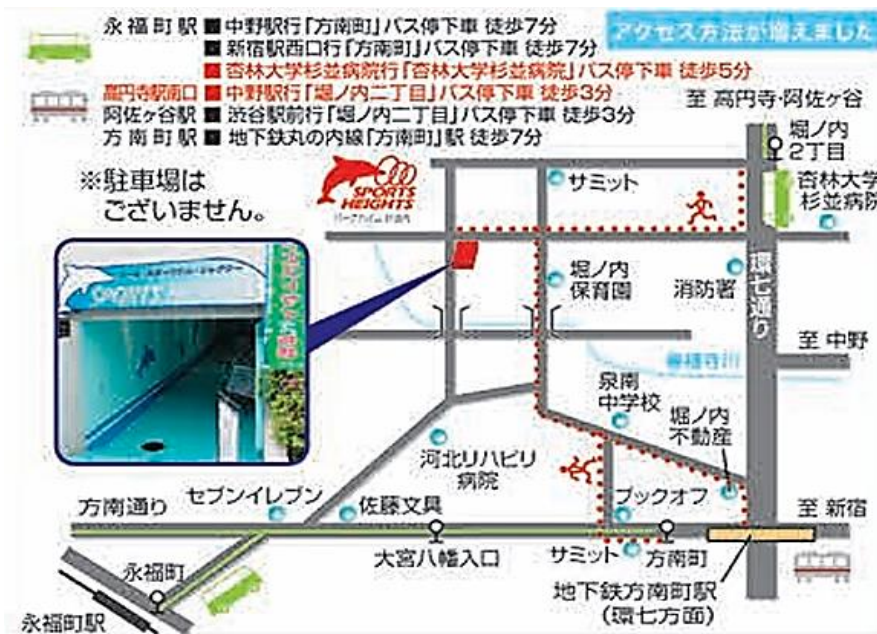 永福町駅 ■ 中野駅行「方南町」バス停下車 徒歩7分
■ 新宿駅西口行「方南町」バス停下車 徒歩7分
■ 杏林大学杉並病院行「杏林大学杉並病院」バス停下車 徒歩5分
高円寺駅南口 ■ 中野駅行「堀ノ内二丁目」バス停下車 徒歩3分
阿佐ヶ谷駅 ■ 渋谷駅前行「堀ノ内二丁目」バス停下車 徒歩3分
方南町駅 ■ 地下鉄丸の内線「方南町」駅 徒歩7分
アクセス方法が増えました
至 高円寺・阿佐ヶ谷
堀ノ内
2丁目
※駐車場は
ございません。
SPORTS
HEIGHTS
サミット
杏林大学
杉並病院
SPORTS
堀ノ内
保育園
消防署
環七通り
至 中野
善福寺川
泉南
中学校
堀ノ内
不動産
河北リハビリ
病院
ブックオフ
方南通り
セブンイレブン
佐藤文具
至 新宿
大宮八幡入口
サミット
方南町
永福町
地下鉄方南町駅
(環七方面)
永福町駅